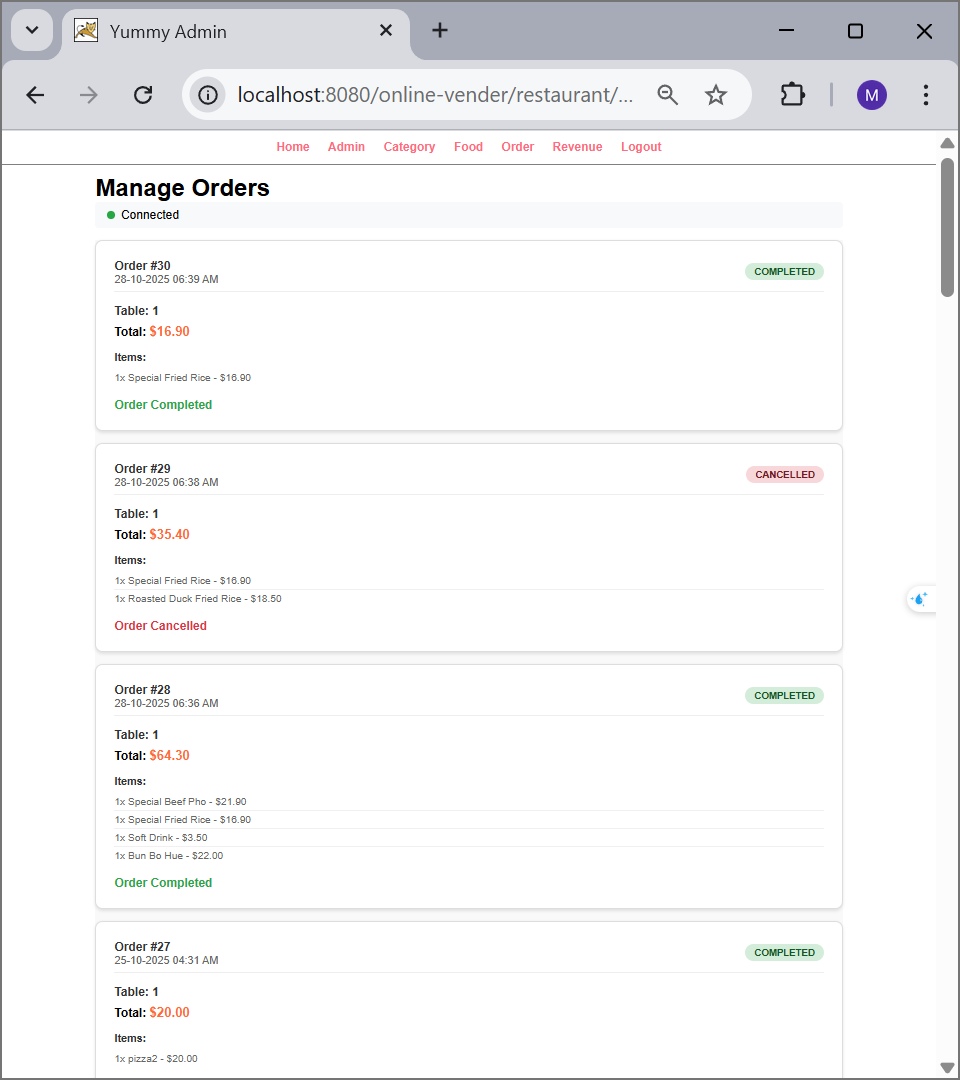 Yummy Admin
localhost:8080/online-vender/restaurant/...
M
Home Admin Category Food Order Revenue Logout
Manage Orders
Connected
Order #30
28-10-2025 06:39 AM
COMPLETED
Table: 1
Total: $16.90
Items:
1x Special Fried Rice - $16.90
Order Completed
Order #29
28-10-2025 06:38 AM
CANCELLED
Table: 1
Total: $35.40
Items:
1x Special Fried Rice - $16.90
1x Roasted Duck Fried Rice - $18.50
Order Cancelled
Order #28
28-10-2025 06:36 AM
COMPLETED
Table: 1
Total: $64.30
Items:
1x Special Beef Pho - $21.90
1x Special Fried Rice - $16.90
1x Soft Drink - $3.50
1x Bun Bo Hue - $22.00
Order Completed
Order #27
25-10-2025 04:31 AM
COMPLETED
Table: 1
Total: $20.00
Items:
1x pizza2 - $20.00